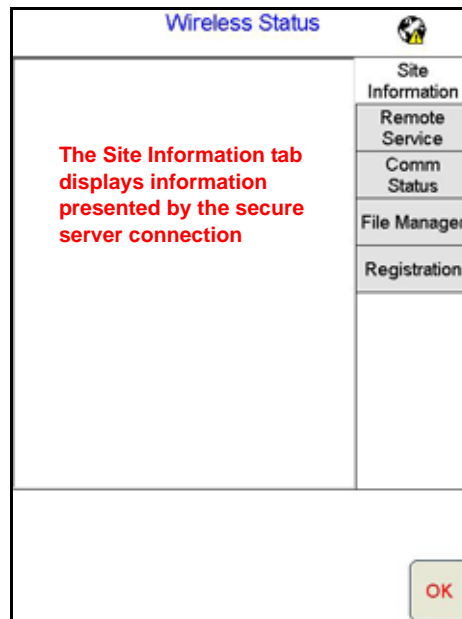 Wireless Status
Site
Information
Remote
Service
Comm
Status
File Manager
Registration
The Site Information tab
displays information
presented by the secure
server connection
OK